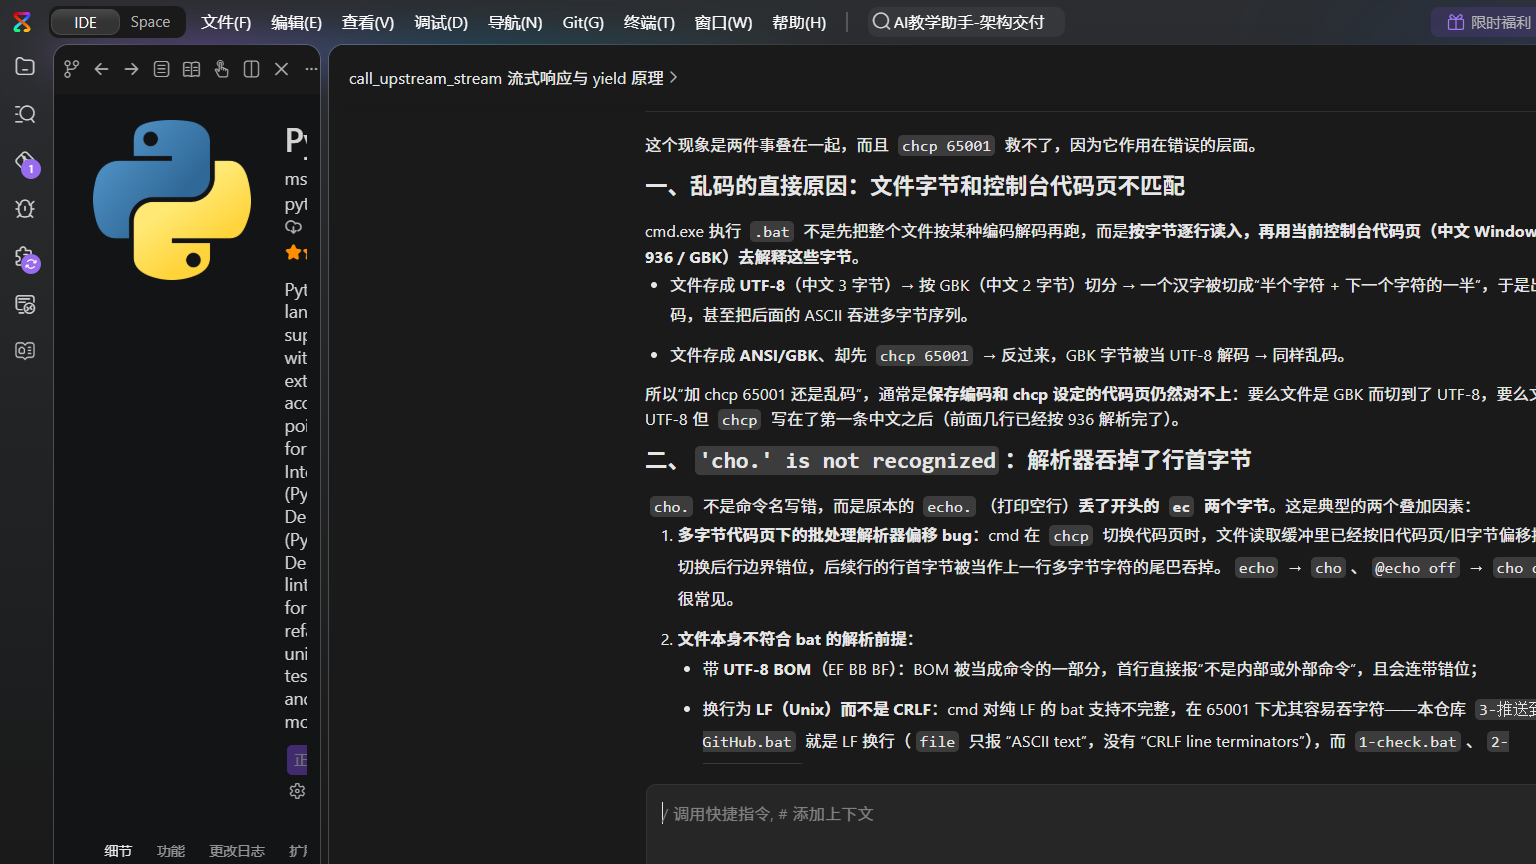 IDE Space 文件(F) 编辑(E) 查看(V) 调试(D) 导航(N) Git(G) 终端(T) 窗口(W) 帮助(H) AI教学助手-架构交付 限时福利
call_upstream_stream 流式响应与 yield 原理
这个现象是两件事叠在一起，而且 chcp 65001 救不了，因为它作用在错误的层面。
一、乱码的直接原因：文件字节和控制台代码页不匹配
cmd.exe 执行 .bat 不是先把整个文件按某种编码解码再跑，而是按字节逐行读入，再用当前控制台代码页（中文 Window
936 / GBK）去解释这些字节。
• 文件存成 UTF-8（中文 3 字节）→ 按 GBK（中文 2 字节）切分 → 一个汉字被切成“半个字符 + 下一个字符的一半”，于是出
码，甚至把后面的 ASCII 吞进多字节序列。
• 文件存成 ANSI/GBK、却先 chcp 65001 → 反过来，GBK 字节被当 UTF-8 解码 → 同样乱码。
所以“加 chcp 65001 还是乱码”，通常是保存编码和 chcp 设定的代码页仍然对不上：要么文件是 GBK 而切到了 UTF-8，要么文
UTF-8 但 chcp 写在了第一条中文之后（前面几行已经按 936 解析完了）。
二、 'cho.' is not recognized ：解析器吞掉了行首字节
cho. 不是命令名写错，而是原本的 echo. （打印空行）丢了开头的 ec 两个字节。这是典型的两个叠加因素：
1. 多字节代码页下的批处理解析器偏移 bug：cmd 在 chcp 切换代码页时，文件读取缓冲里已经按旧代码页/旧字节偏移
切换后行边界错位，后续行的行首字节被当作上一行多字节字符的尾巴吞掉。 echo → cho 、 @echo off → cho
很常见。
2. 文件本身不符合 bat 的解析前提：
• 带 UTF-8 BOM（EF BB BF）：BOM 被当成命令的一部分，首行直接报“不是内部或外部命令”，且会连带错位；
• 换行为 LF（Unix）而不是 CRLF：cmd 对纯 LF 的 bat 支持不完整，在 65001 下尤其容易吞字符——本仓库 3-推送到
GitHub.bat 就是 LF 换行（ file 只报 “ASCII text”，没有 “CRLF line terminators”），而 1-check.bat 、 2-
/ 调用快捷指令, # 添加上下文
1
Py
ms
pyt
Pyt
lan
sup
wit
ext
acc
poi
for
Inte
(Py
De
(Py
De
lint
for
refa
uni
tes
and
mo
正
细节 功能 更改日志 扩